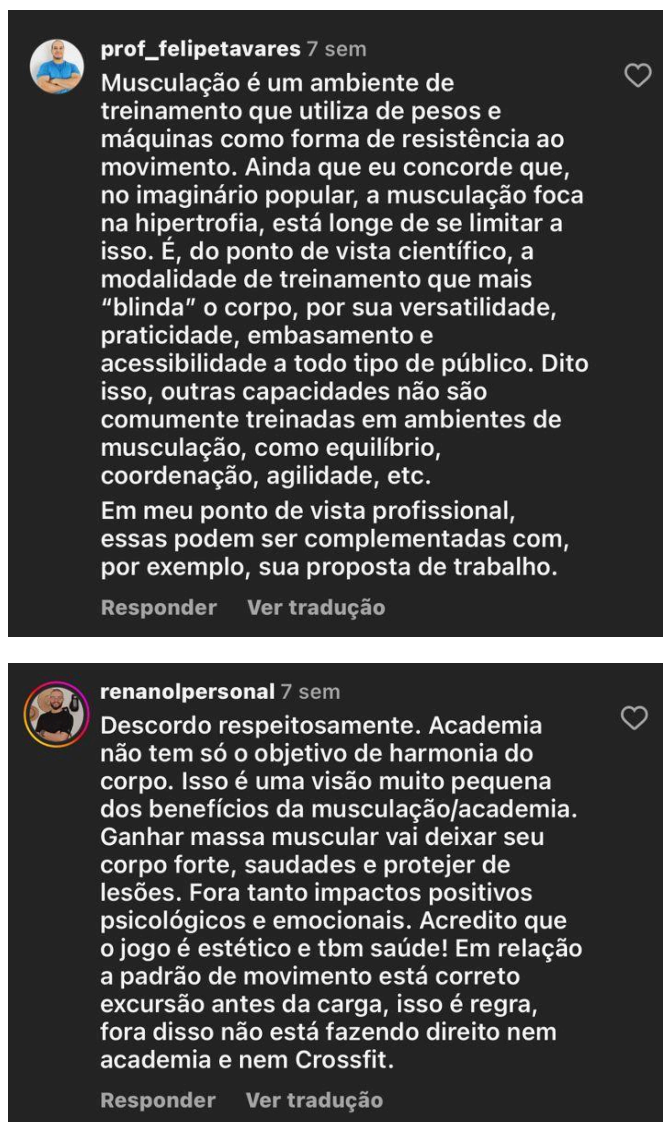 prof_felipetavares 7 sem
Musculação é um ambiente de
treinamento que utiliza de pesos e
máquinas como forma de resistência ao
movimento. Ainda que eu concorde que,
no imaginário popular, a musculação foca
na hipertrofia, está longe de se limitar a
isso. É, do ponto de vista científico, a
modalidade de treinamento que mais
“blinda” o corpo, por sua versatilidade,
praticidade, embasamento e
acessibilidade a todo tipo de público. Dito
isso, outras capacidades não são
comumente treinadas em ambientes de
musculação, como equilíbrio,
coordenação, agilidade, etc.
Em meu ponto de vista profissional,
essas podem ser complementadas com,
por exemplo, sua proposta de trabalho.
Responder Ver tradução
renanolpersonal 7 sem
Descordo respeitosamente. Academia
não tem só o objetivo de harmonia do
corpo. Isso é uma visão muito pequena
dos benefícios da musculação/academia.
Ganhar massa muscular vai deixar seu
corpo forte, saudades e protejer de
lesões. Fora tanto impactos positivos
psicológicos e emocionais. Acredito que
o jogo é estético e tbm saúde! Em relação
a padrão de movimento está correto
excursão antes da carga, isso é regra,
fora disso não está fazendo direito nem
academia e nem Crossfit.
Responder Ver tradução